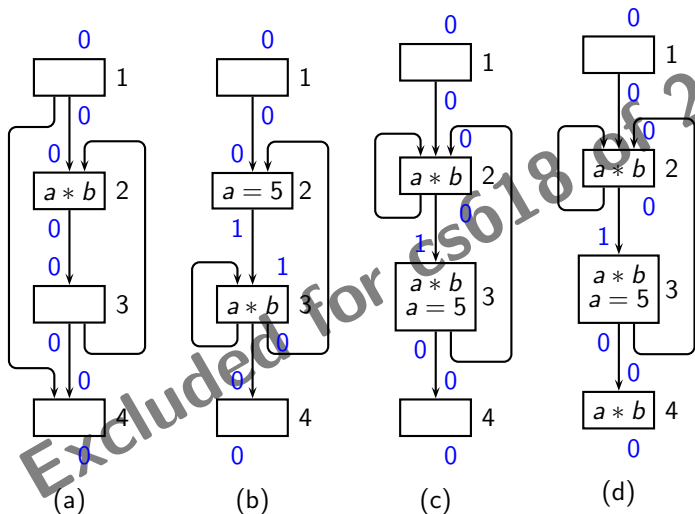 0 0 0 0
1 1 1 1
0 0 0 0
0 0 0 0
a ∗ b 2 a = 5 2 a ∗ b 2 a ∗ b 2
0 1 0 0
0 1 1 1
3 a ∗ b 3 a ∗ b a = 5 3 a ∗ b a = 5 3
0 0 0 0
0 0 0 0
4 4 4 a ∗ b 4
0 0 0 0
(a) (b) (c) (d)
Excluded for cs618 of 2